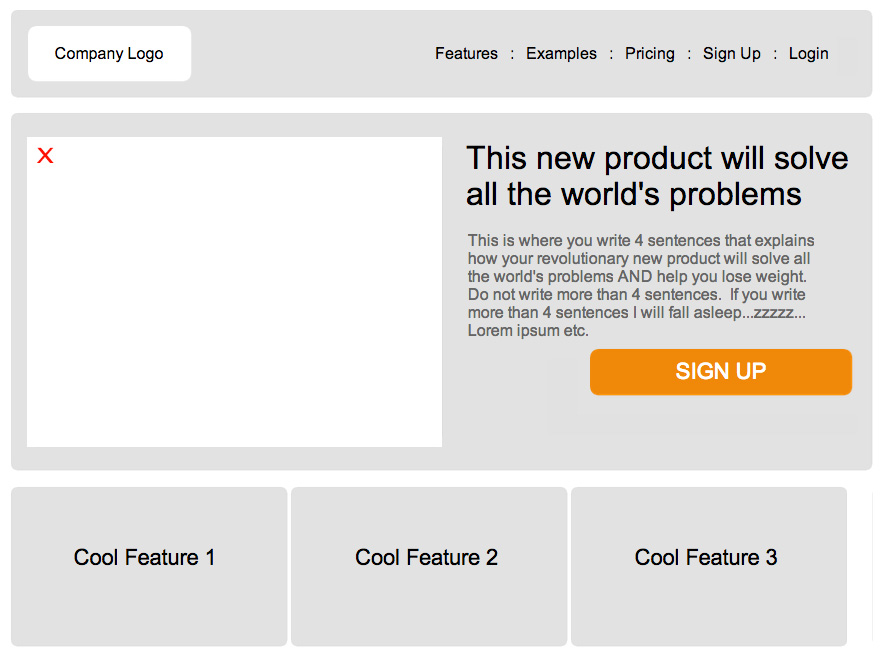 Company Logo
Features : Examples : Pricing : Sign Up : Login
X
This new product will solve
all the world's problems
This is where you write 4 sentences that explains
how your revolutionary new product will solve all
the world's problems AND help you lose weight.
Do not write more than 4 sentences. If you write
more than 4 sentences I will fall asleep...zzzzz...
Lorem ipsum etc.
SIGN UP
Cool Feature 1
Cool Feature 2
Cool Feature 3